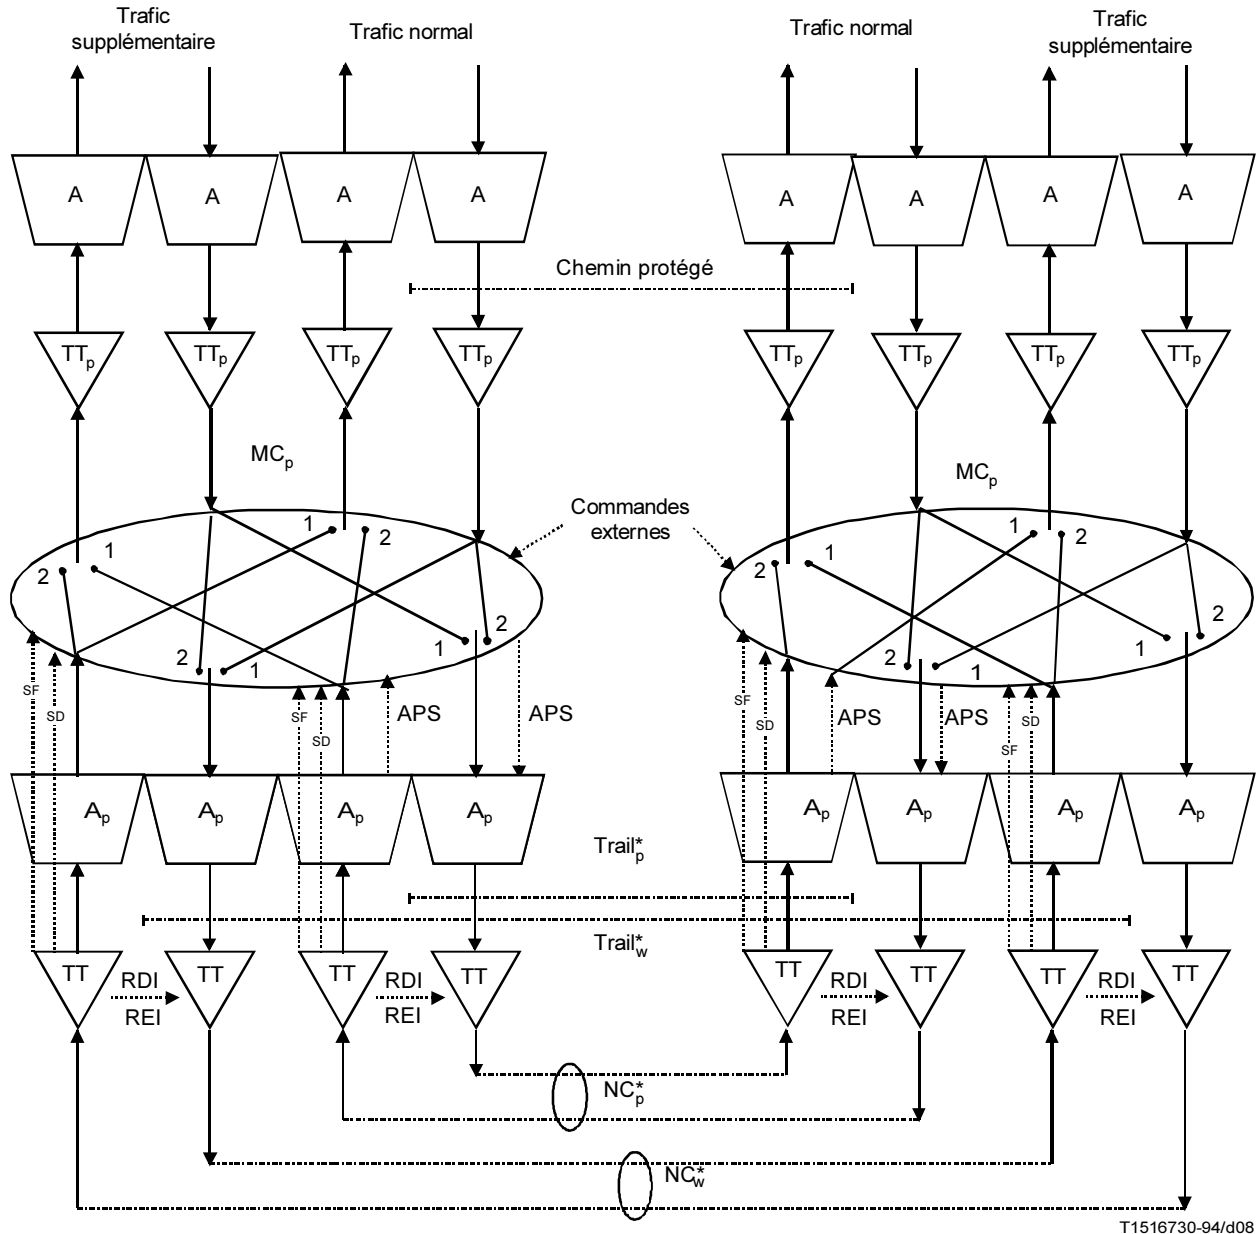 Trafic
supplémentaire
Trafic normal
Trafic normal
Trafic
supplémentaire
A A A A A A A A
Chemin protégé
TTp TTp TTp TTp TTp TTp TTp TTp
MCp
MCp
Commandes
externes
1 2 1 2
1 2 1 2
2 1 1 2
2 1 1 2
SF SD SF SD APS APS
SF SD APS APS SF SD
Ap Ap Ap Ap Ap Ap Ap Ap
Trail*p
Trail*w
TT TT TT TT TT TT TT TT
RDI RDI RDI RDI
REI REI REI REI
NC*p
NC*w
T1516730-94/d08